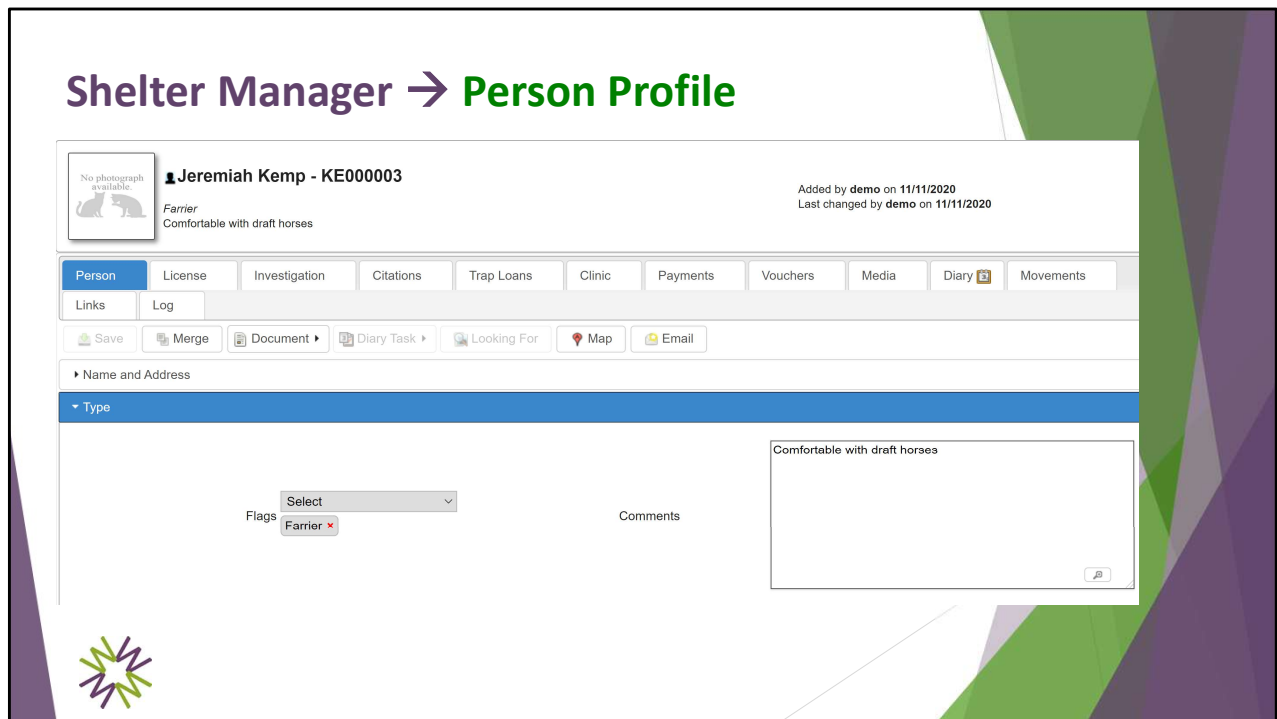 Shelter Manager → Person Profile
No photograph
available.
Jeremiah Kemp - KE000003
Farrier
Comfortable with draft horses
Added by demo on 11/11/2020
Last changed by demo on 11/11/2020
Person License Investigation Citations Trap Loans Clinic Payments Vouchers Media Diary Movements
Links Log
Save Merge Document Diary Task Looking For Map Email
Name and Address
Type
Comfortable with draft horses
Select
Flags Comments
Farrier ×